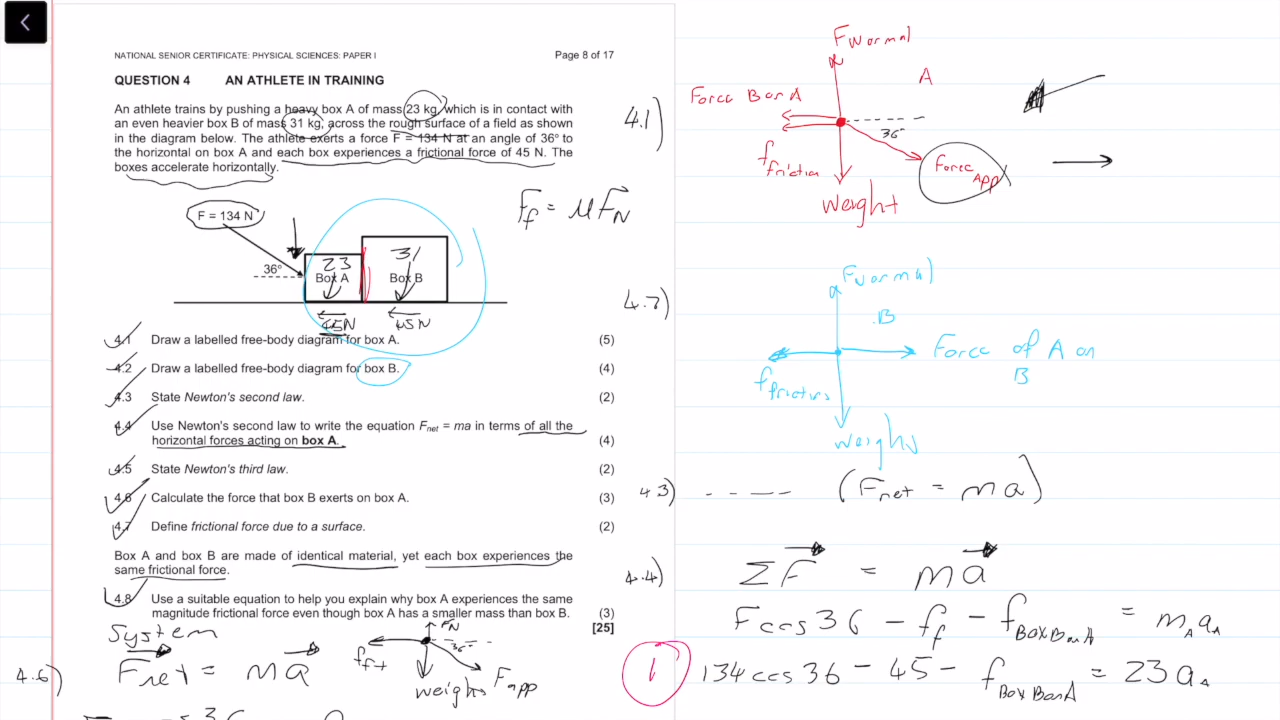 NATIONAL SENIOR CERTIFICATE: PHYSICAL SCIENCES: PAPER I
Page 8 of 17
QUESTION 4 AN ATHLETE IN TRAINING
An athlete trains by pushing a heavy box A of mass 23 kg, which is in contact with
an even heavier box B of mass 31 kg, across the rough surface of a field as shown
in the diagram below. The athlete exerts a force F = 134 N at an angle of 36° to
the horizontal on box A and each box experiences a frictional force of 45 N. The
boxes accelerate horizontally.
F = 134 N
36°
23
Box A
31
Box B
45N
45N
Ff = μFN
4.1 Draw a labelled free-body diagram for box A. (5)
4.2 Draw a labelled free-body diagram for box B. (4)
4.3 State Newton's second law. (2)
4.4 Use Newton's second law to write the equation Fnet = ma in terms of all the
horizontal forces acting on box A. (4)
4.5 State Newton's third law. (2)
4.6 Calculate the force that box B exerts on box A. (3)
4.7 Define frictional force due to a surface. (2)
Box A and box B are made of identical material, yet each box experiences the
same frictional force.
4.8 Use a suitable equation to help you explain why box A experiences the same
magnitude frictional force even though box A has a smaller mass than box B. (3)
[25]
System
4.6)
Fnet = ma
FN
36°
ffri
weight
Fapp
4.1)
FNormal
A
Force B on A
36°
ffriction
Force App
Weight
4.2)
FNormal
B
Force of A on
B
ffriction
weight
4.3) ----- (Fnet = ma)
4.4)
ΣF = ma
Fcos36 - ff - fBoxBonA = mAaA
1
134cos36 - 45 - fBoxBonA = 23aA